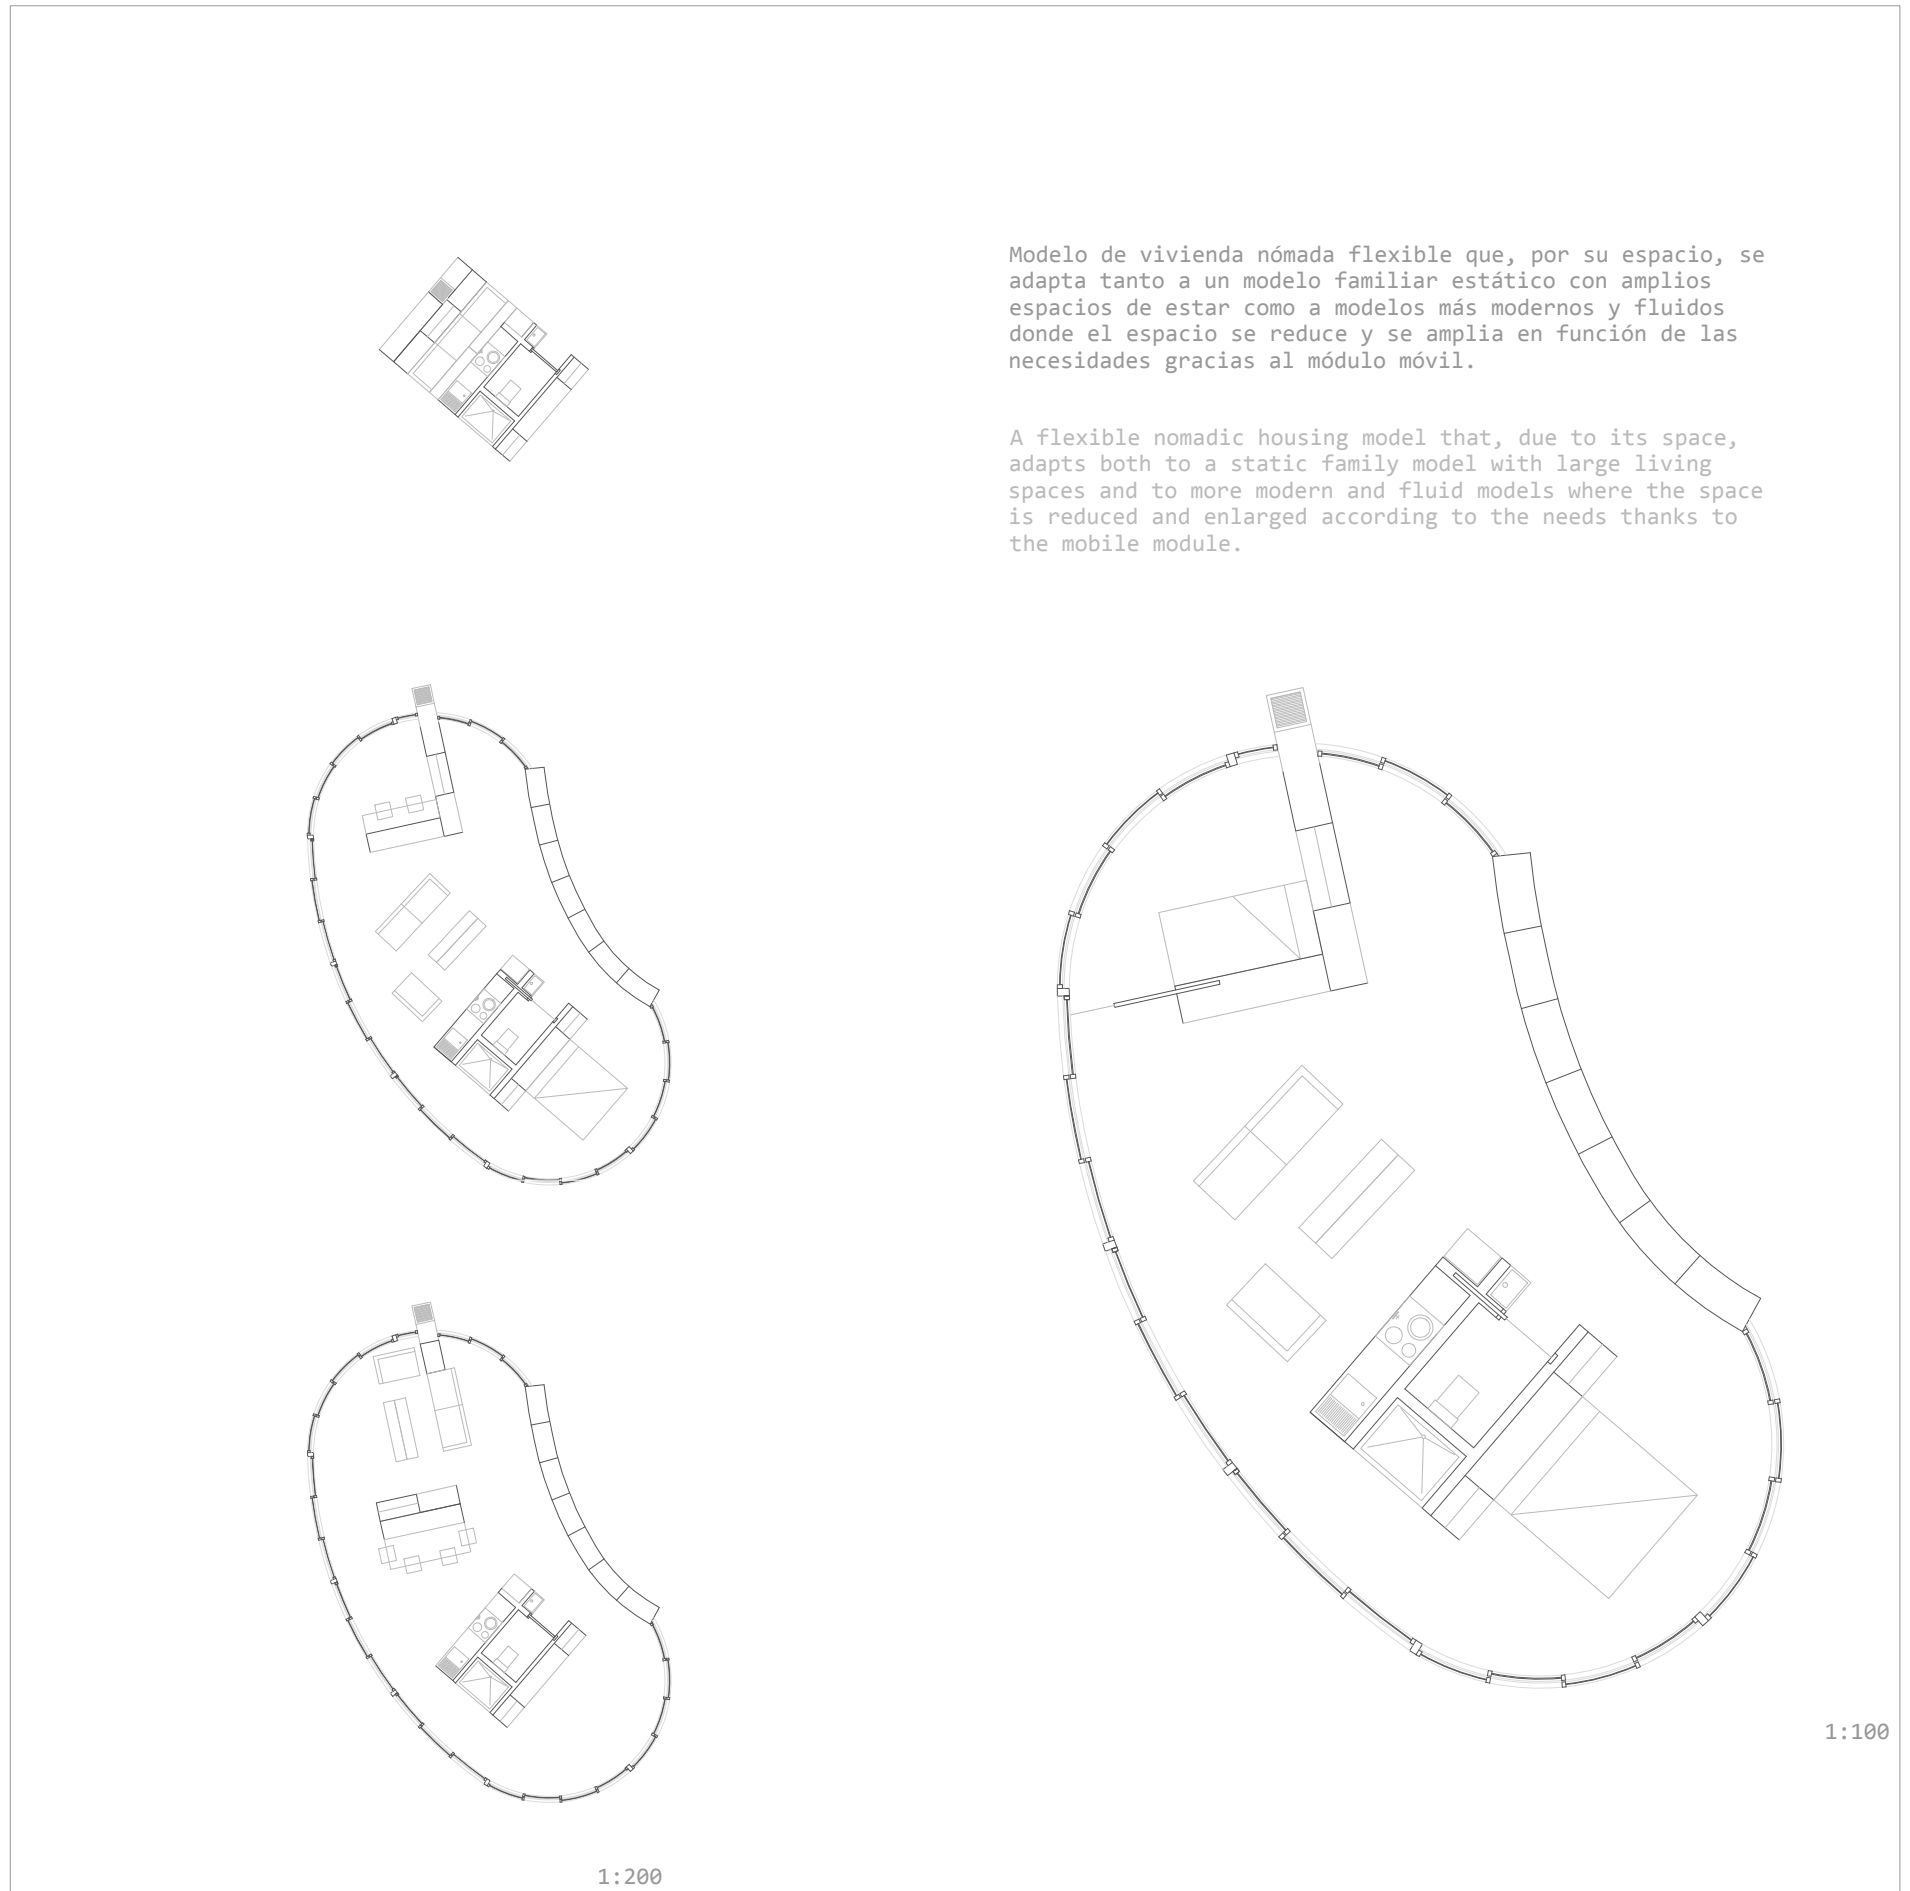 Modelo de vivienda nómada flexible que, por su espacio, se
adapta tanto a un modelo familiar estático con amplios
espacios de estar como a modelos más modernos y fluidos
donde el espacio se reduce y se amplia en función de las
necesidades gracias al módulo móvil.
A flexible nomadic housing model that, due to its space,
adapts both to a static family model with large living
spaces and to more modern and fluid models where the space
is reduced and enlarged according to the needs thanks to
the mobile module.
1:100
1:200